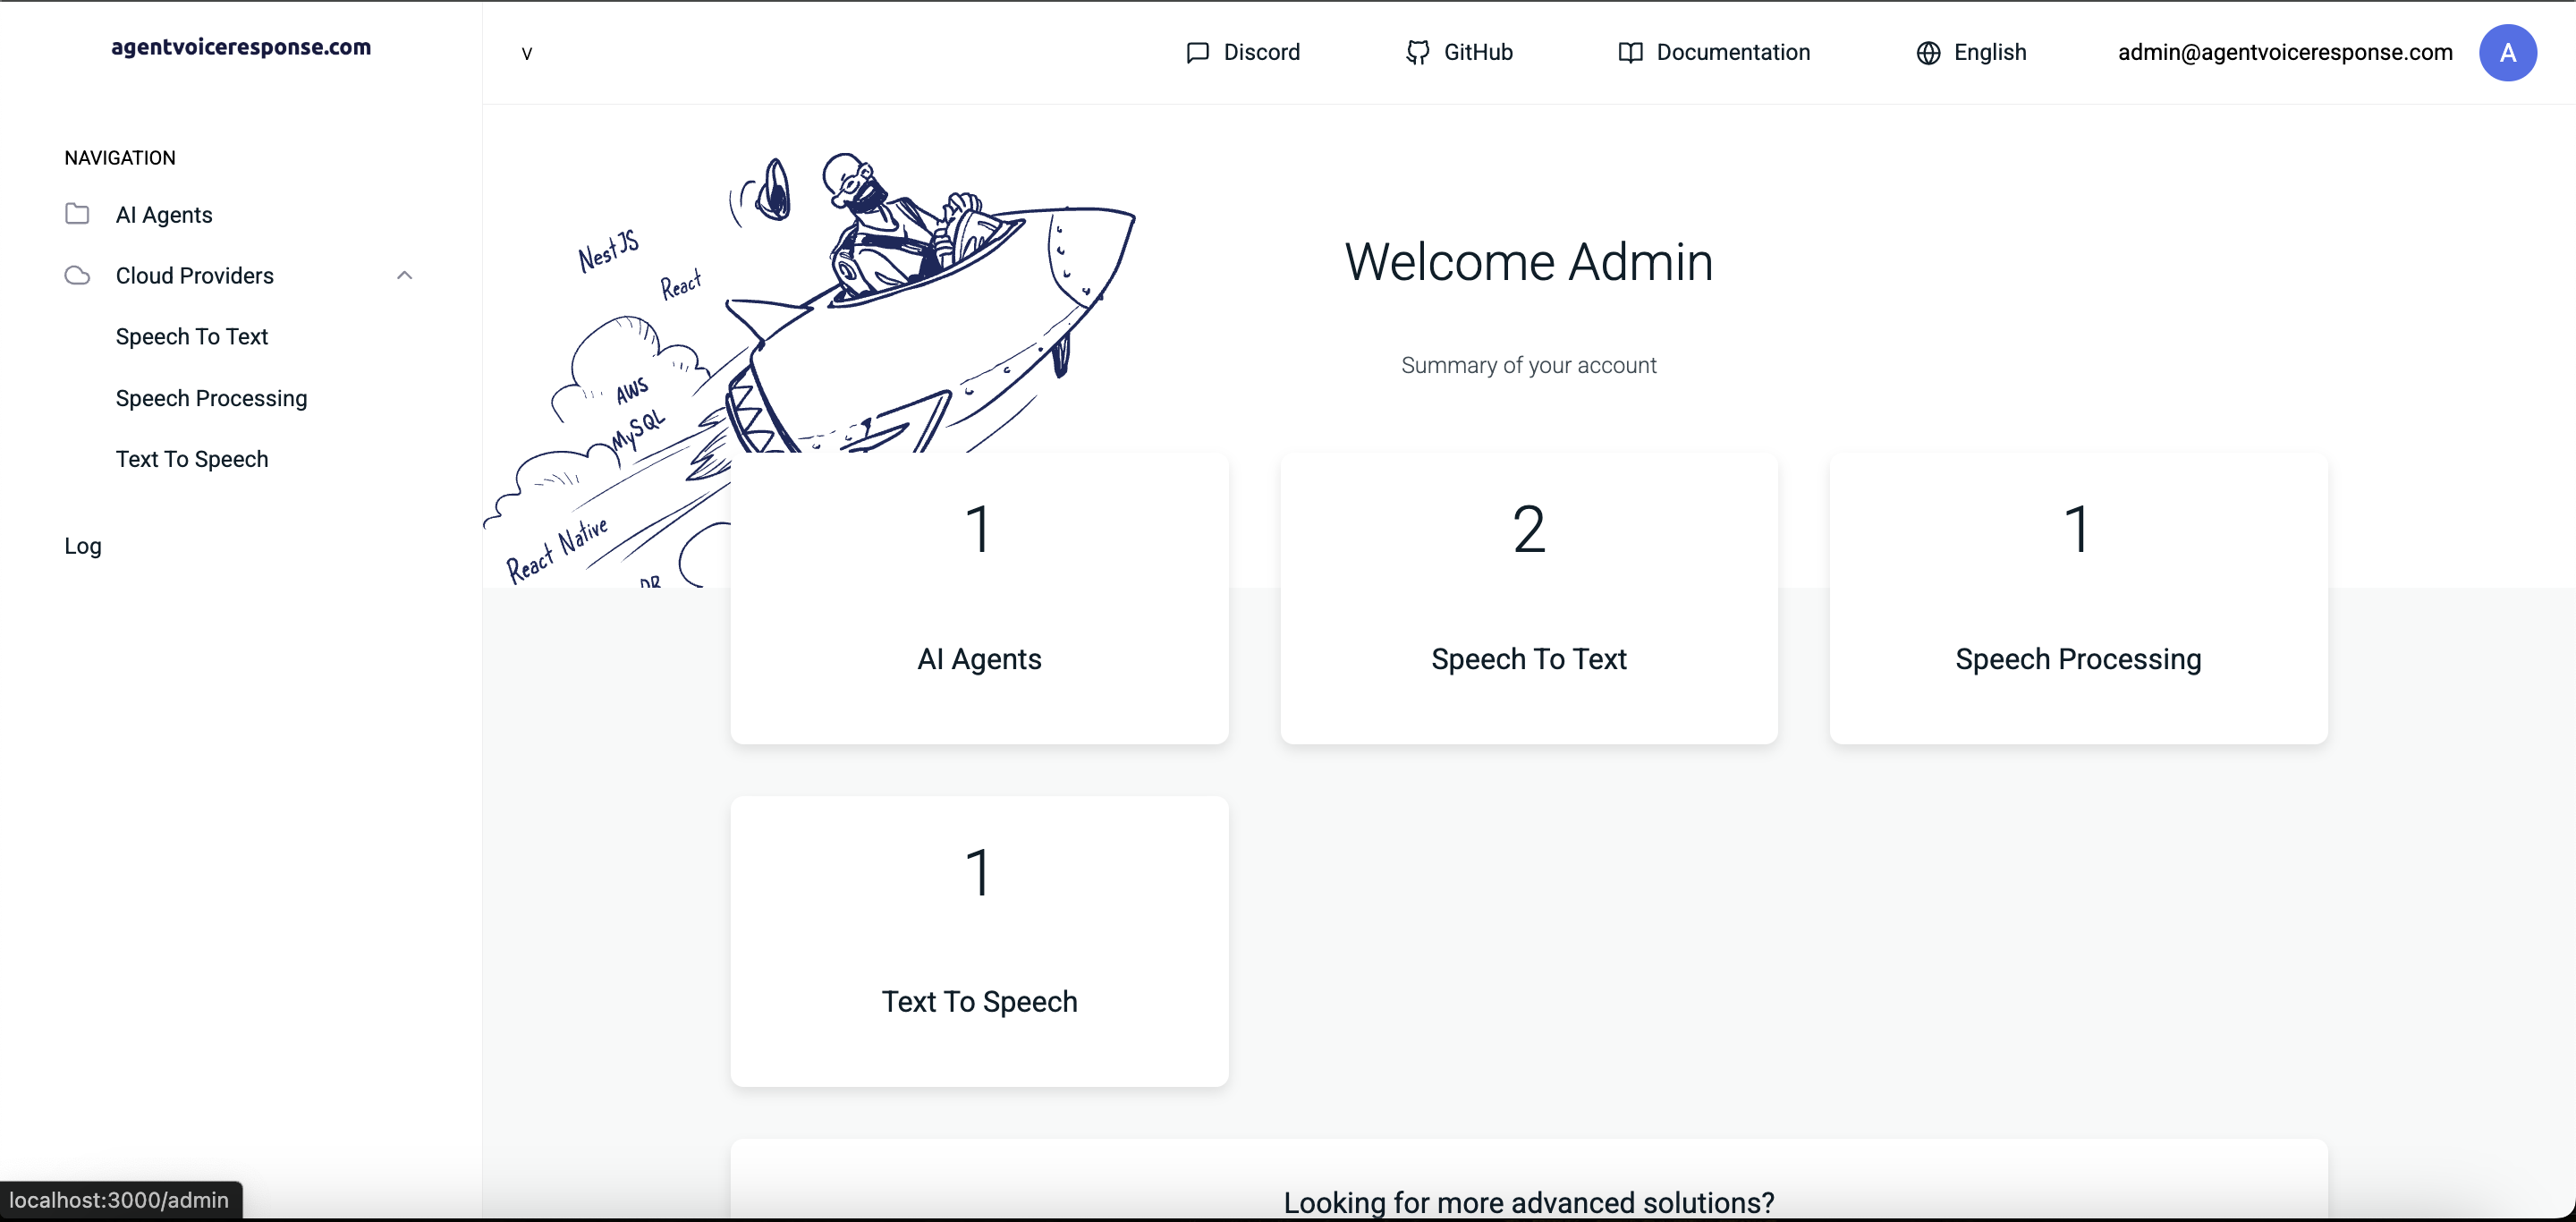 agentvoiceresponse.com
v
Discord
GitHub
Documentation
English
admin@agentvoiceresponse.com
A
NAVIGATION
AI Agents
Cloud Providers
Speech To Text
Speech Processing
Text To Speech
Log
NestJS
React
AWS
MySQL
React Native
Welcome Admin
Summary of your account
1
AI Agents
2
Speech To Text
1
Speech Processing
1
Text To Speech
Looking for more advanced solutions?
localhost:3000/admin